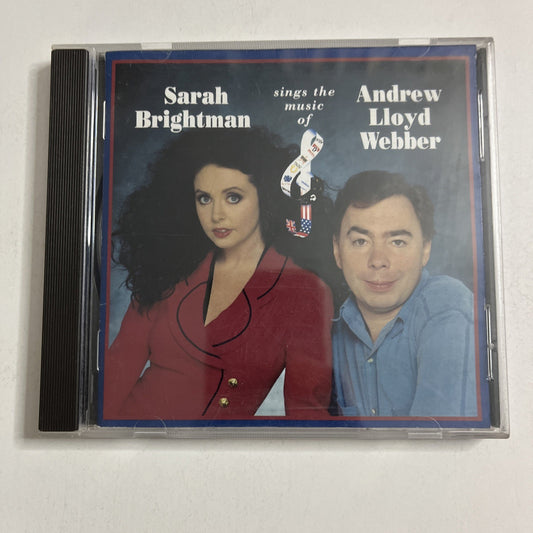 Sarah
Brightman
sings the
music
of
Andrew
Lloyd
Webber